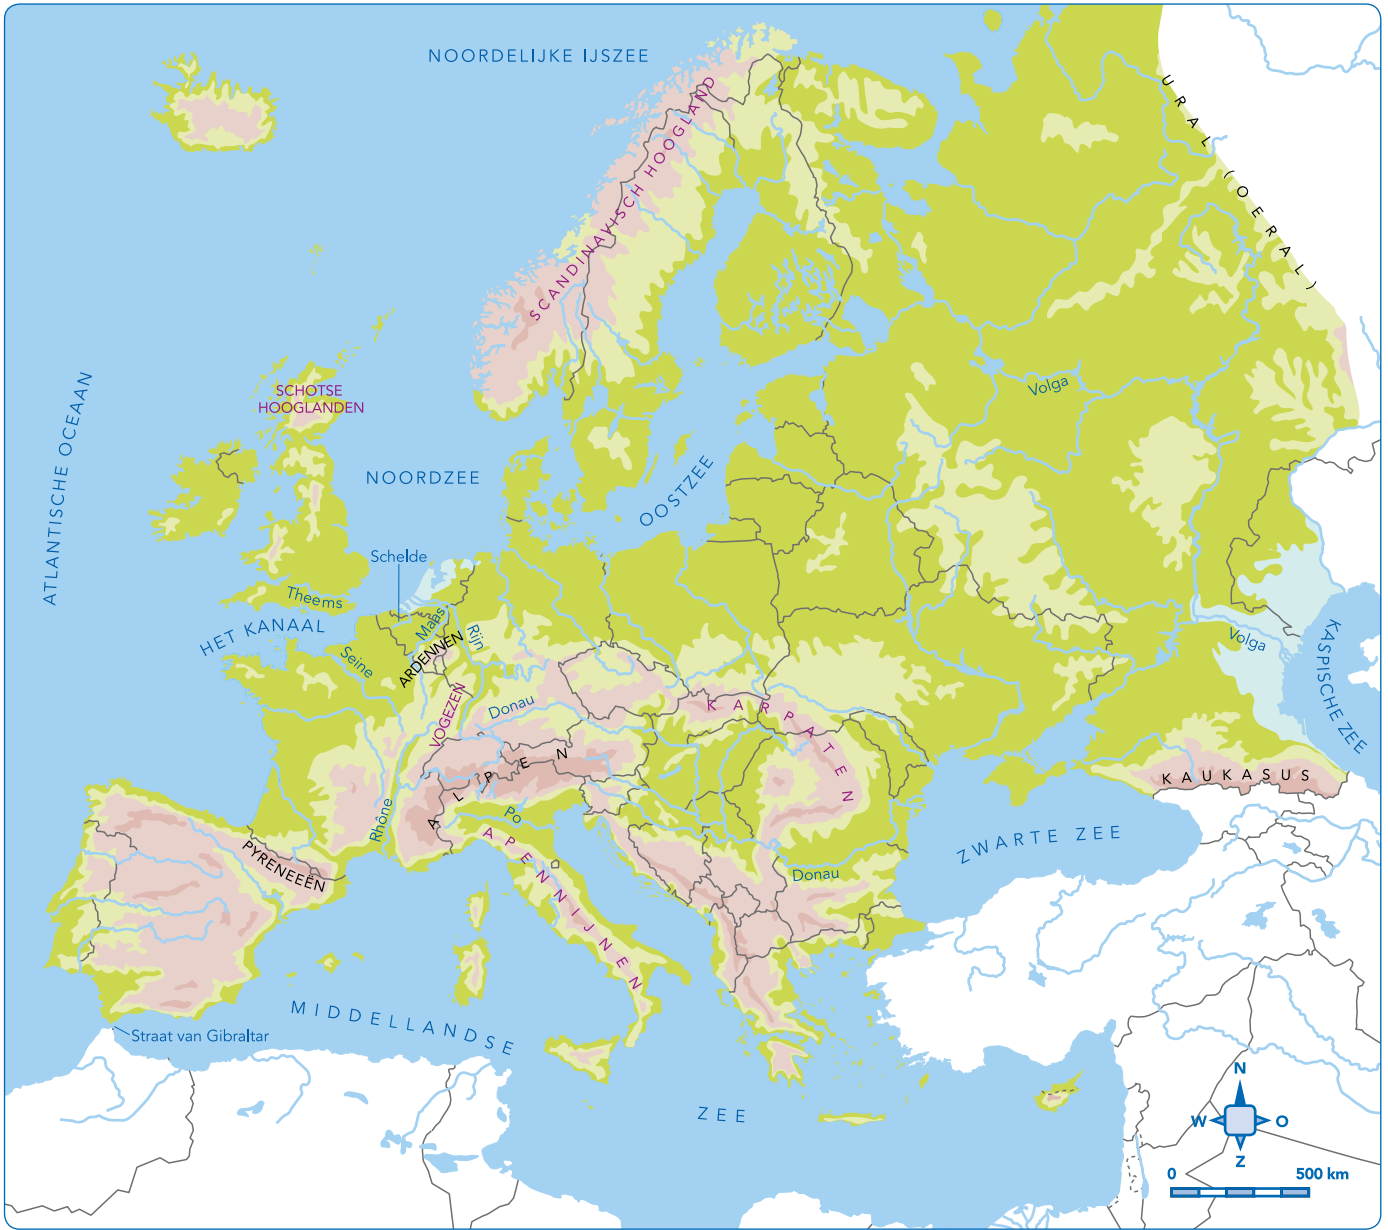 NOORDELIJKE IJSZEE
SCANDINAVISCH HOOGLAND
URAL (OERAL)
ATLANTISCHE OCEAAN
SCHOTSE
HOOGLANDEN
Volga
NOORDZEE
OOSTZEE
Schelde
Theems
HET KANAAL
Maas
Rijn
Seine
ARDENNEN
VOGEZEN
Donau
KARPATEN
Volga
KASPISCHE ZEE
ALPEN
KAUKASUS
Po
Rhône
APENNIJNEN
PYRENEEËN
ZWARTE ZEE
Donau
MIDDELLANDSE
ZEE
Straat van Gibraltar
N
W
O
Z
0
500 km